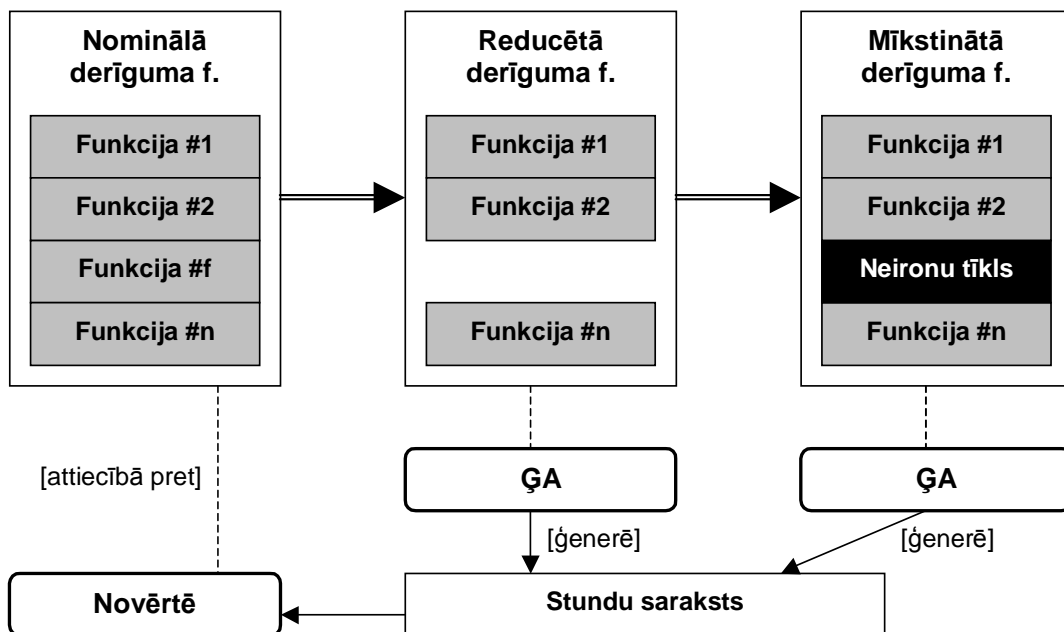 Nominālā
derīguma f.
Funkcija #1
Funkcija #2
Funkcija #f
Funkcija #n
Reducētā
derīguma f.
Funkcija #1
Funkcija #2
Funkcija #n
Mīkstinātā
derīguma f.
Funkcija #1
Funkcija #2
Neironu tīkls
Funkcija #n
[attiecībā pret]
ĢA
ĢA
[ģenerē]
[ģenerē]
Novērtē
Stundu saraksts